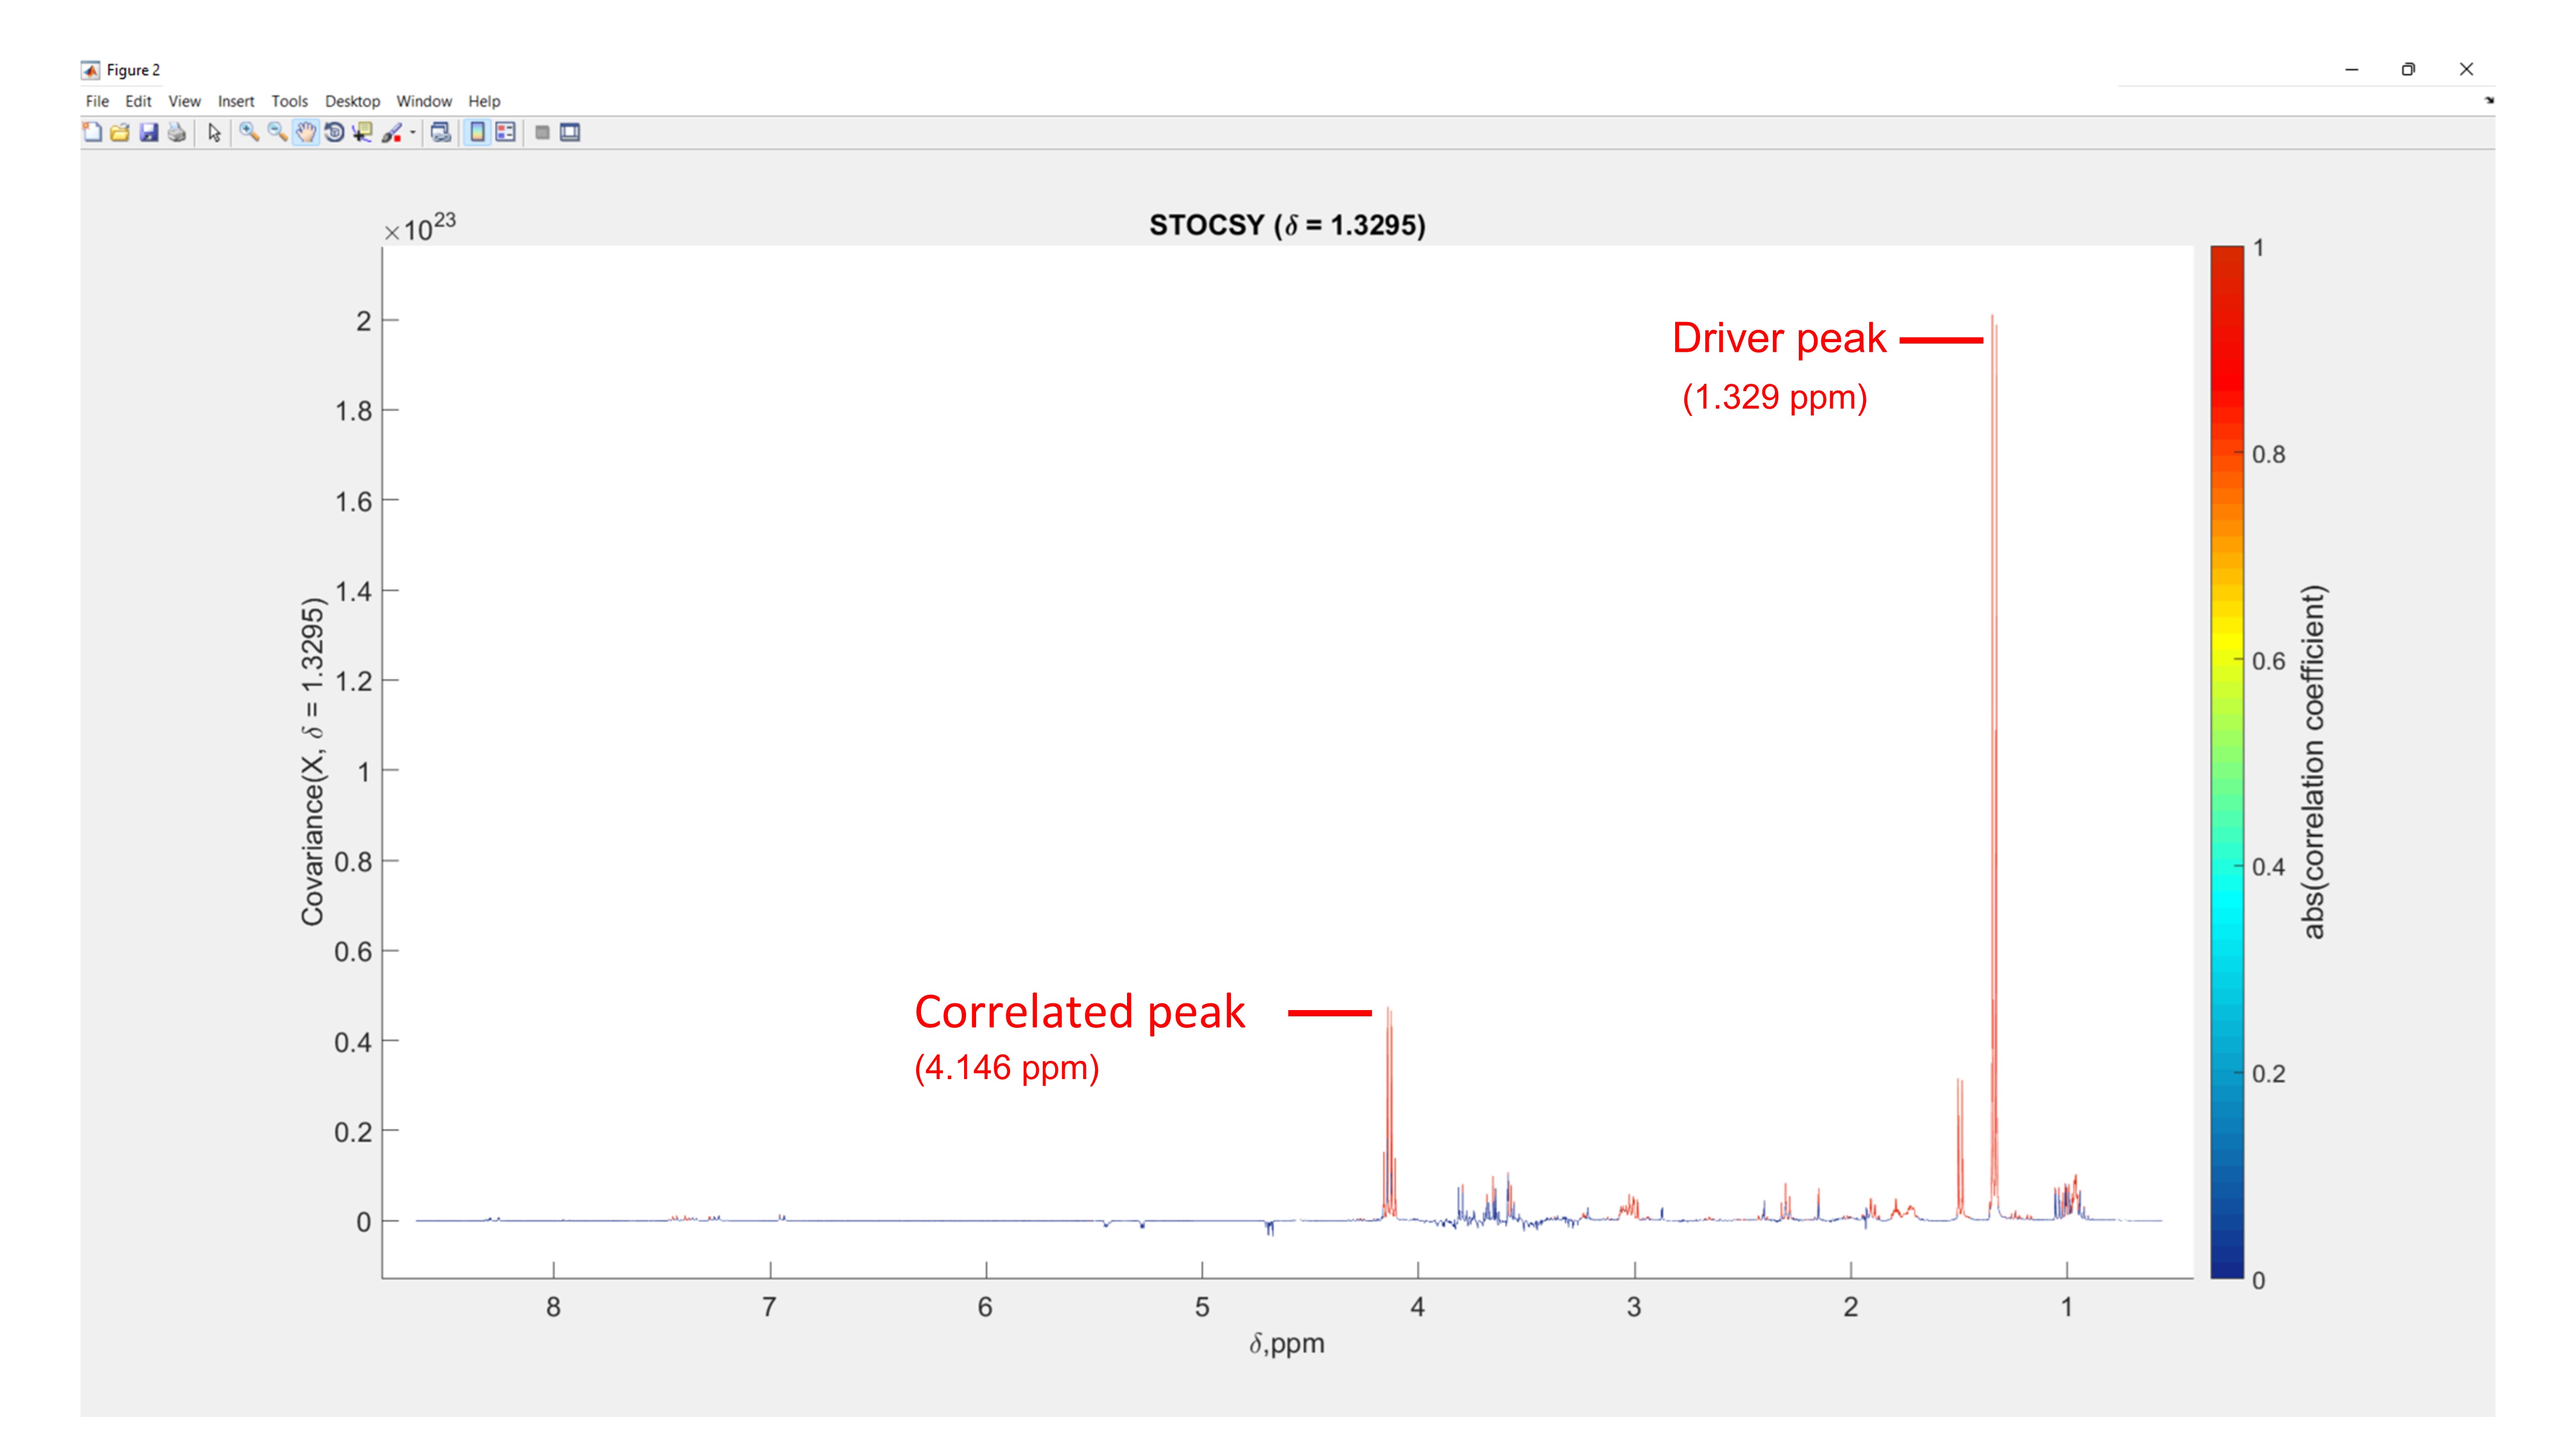 Figure 2
File Edit View Insert Tools Desktop Window Help
×10²³
STOCSY (δ = 1.3295)
2
1.8
1.6
1.4
1.2
1
0.8
0.6
0.4
0.2
0
Covariance(X, δ = 1.3295)
Driver peak
(1.329 ppm)
Correlated peak
(4.146 ppm)
8 7 6 5 4 3 2 1
δ,ppm
1
0.8
0.6
0.4
0.2
0
abs(correlation coefficient)